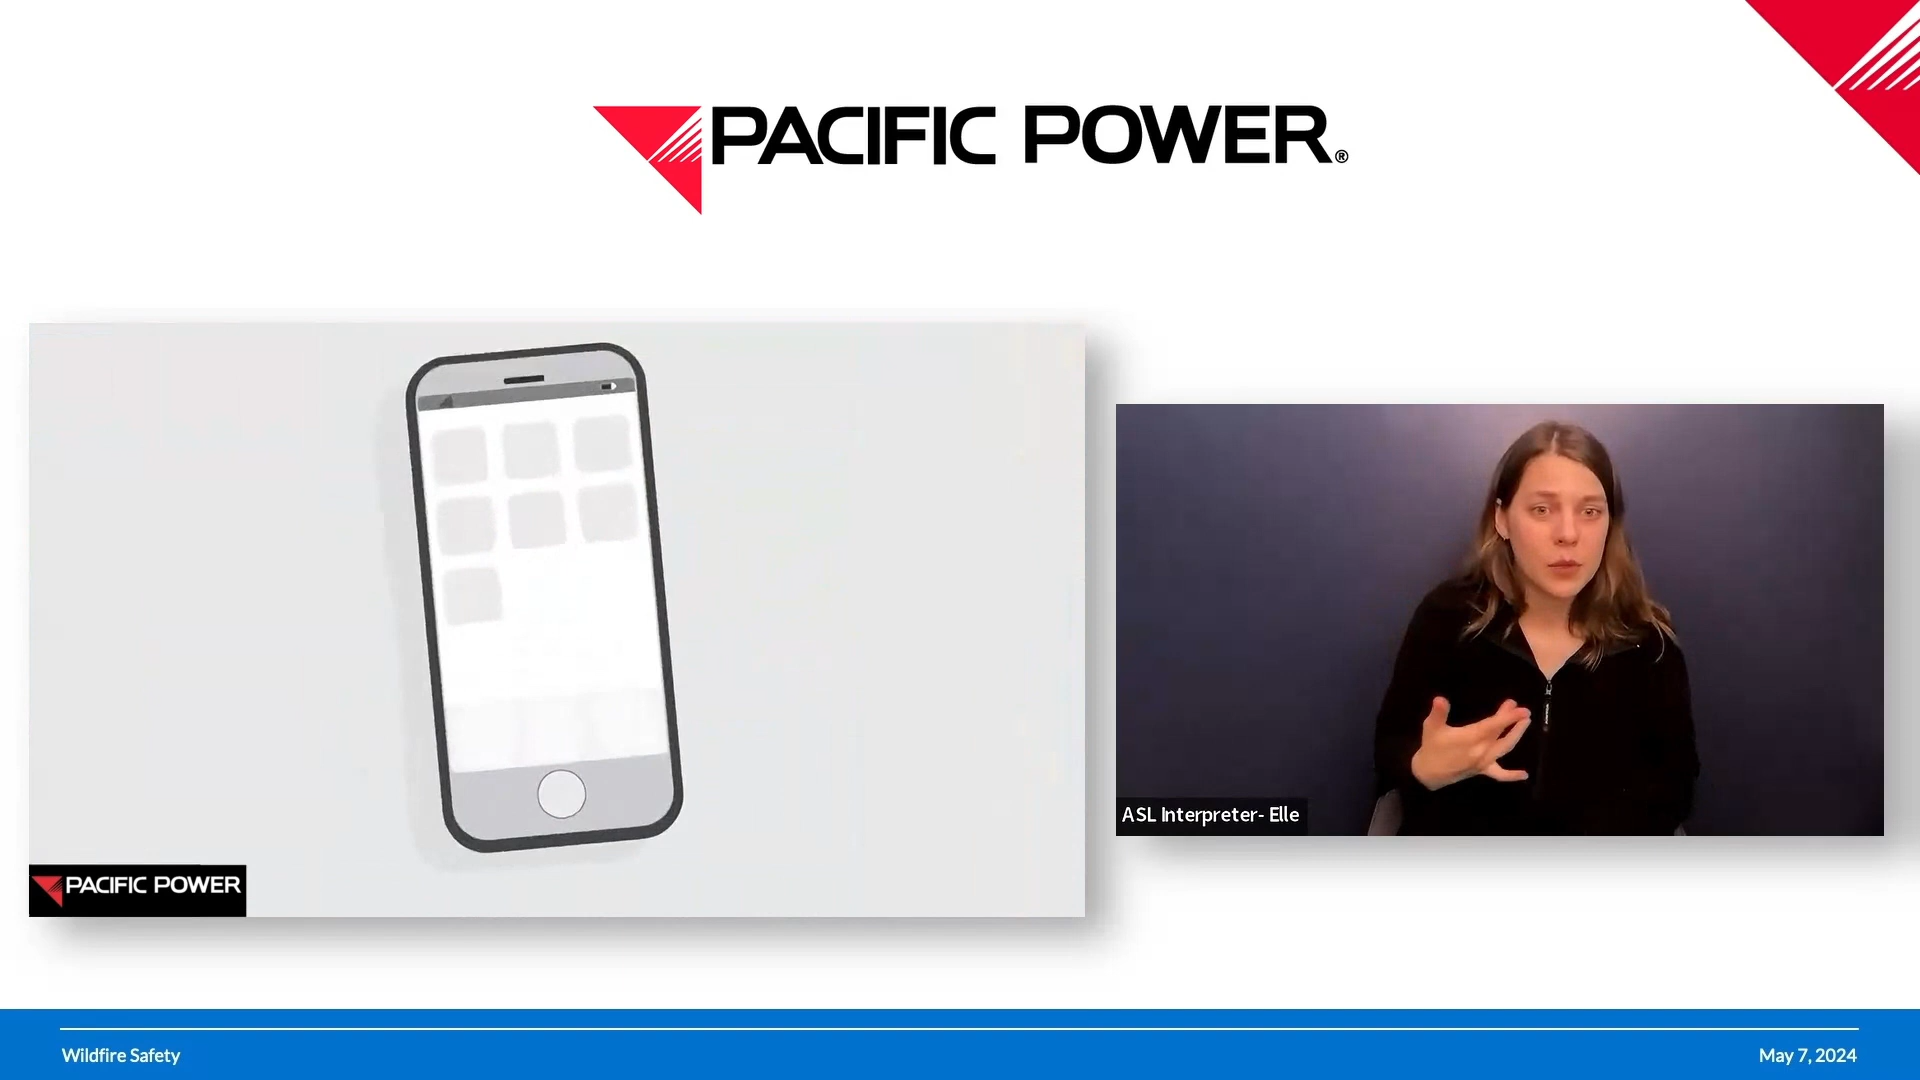 PACIFIC POWER®
PACIFIC POWER
ASL Interpreter- Elle
Wildfire Safety
May 7, 2024